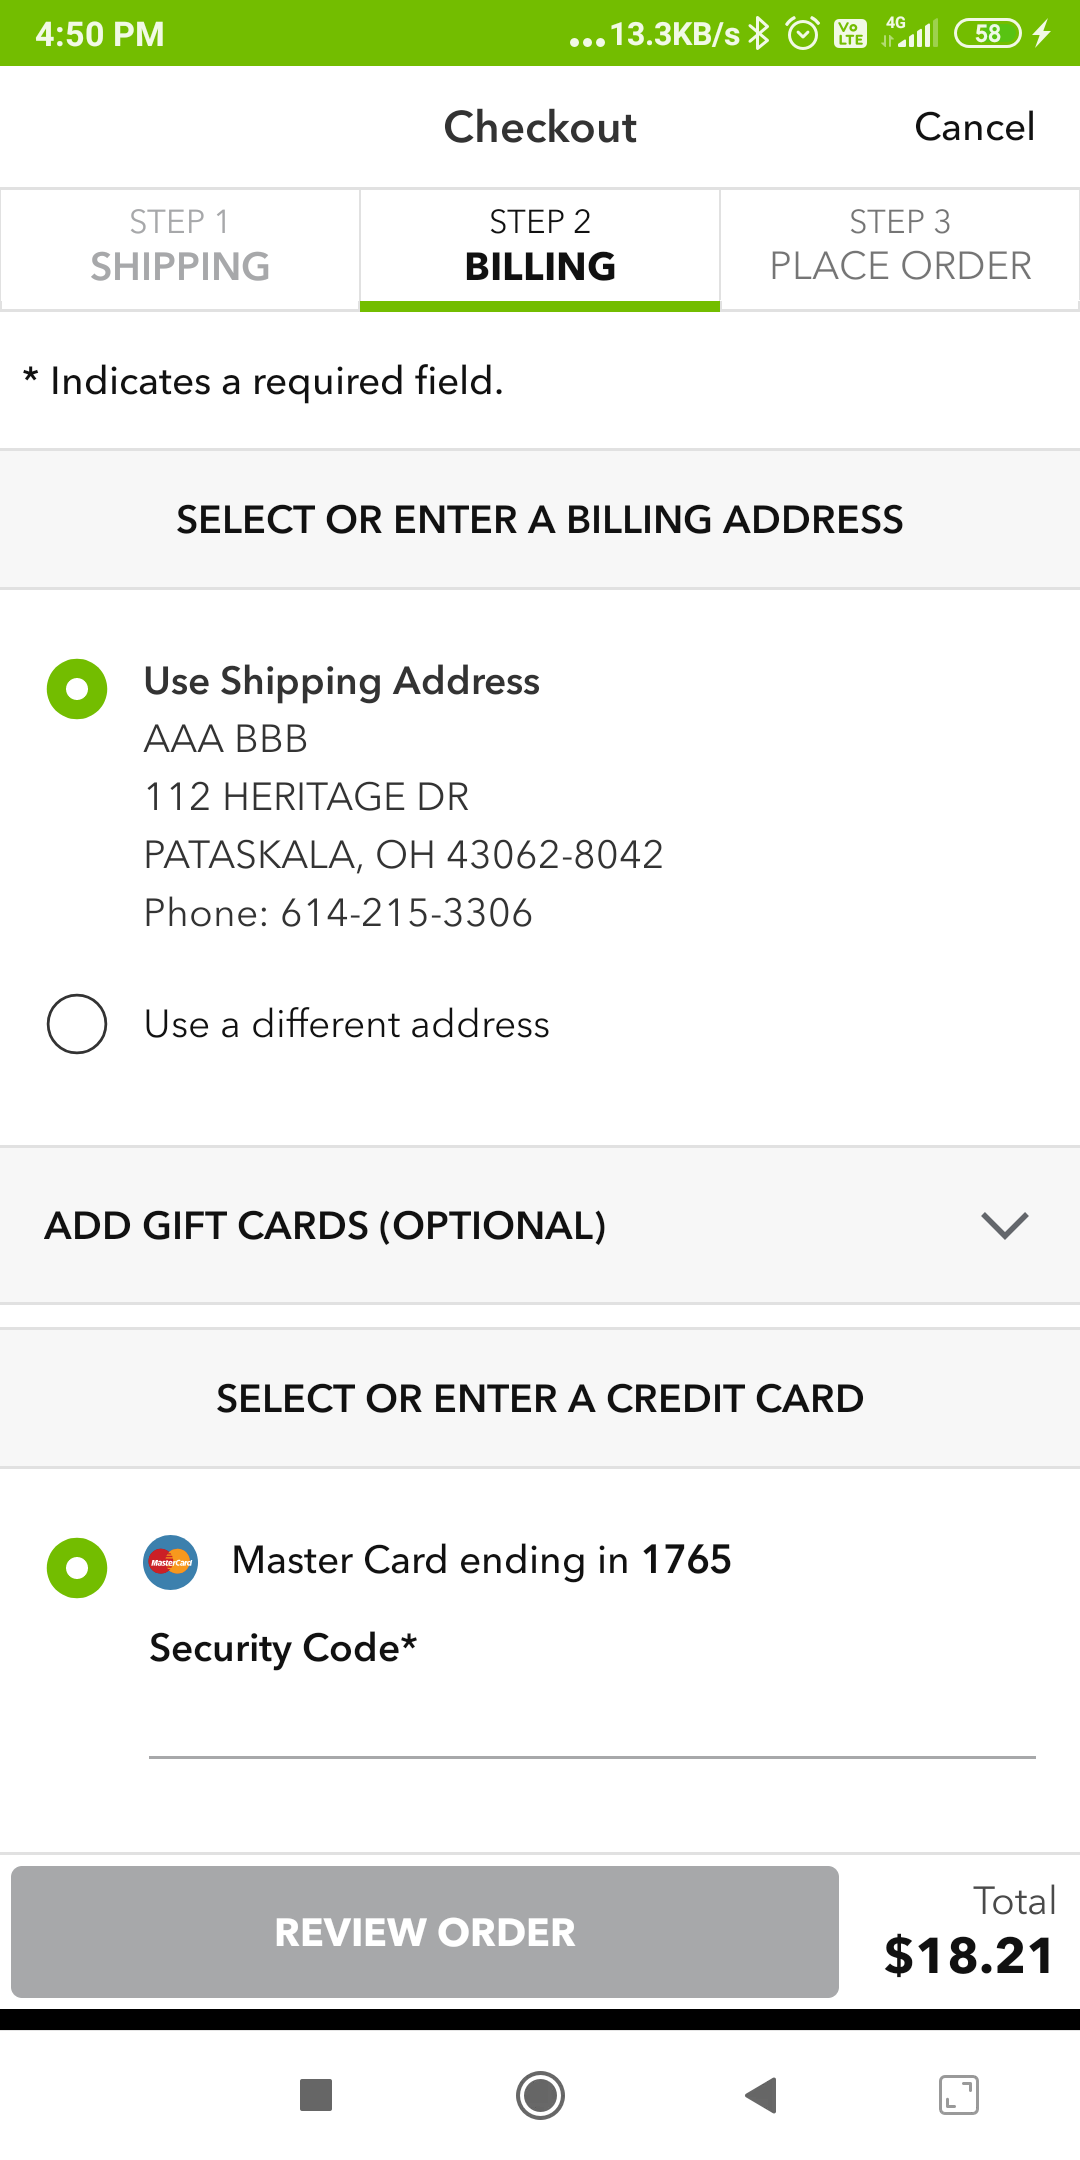 4:50 PM
...13.3KB/s
Vo LTE
4G
58
Checkout
Cancel
STEP 1
SHIPPING
STEP 2
BILLING
STEP 3
PLACE ORDER
* Indicates a required field.
SELECT OR ENTER A BILLING ADDRESS
Use Shipping Address
AAA BBB
112 HERITAGE DR
PATASKALA, OH 43062-8042
Phone: 614-215-3306
Use a different address
ADD GIFT CARDS (OPTIONAL)
SELECT OR ENTER A CREDIT CARD
MasterCard
Master Card ending in 1765
Security Code*
REVIEW ORDER
Total
$18.21